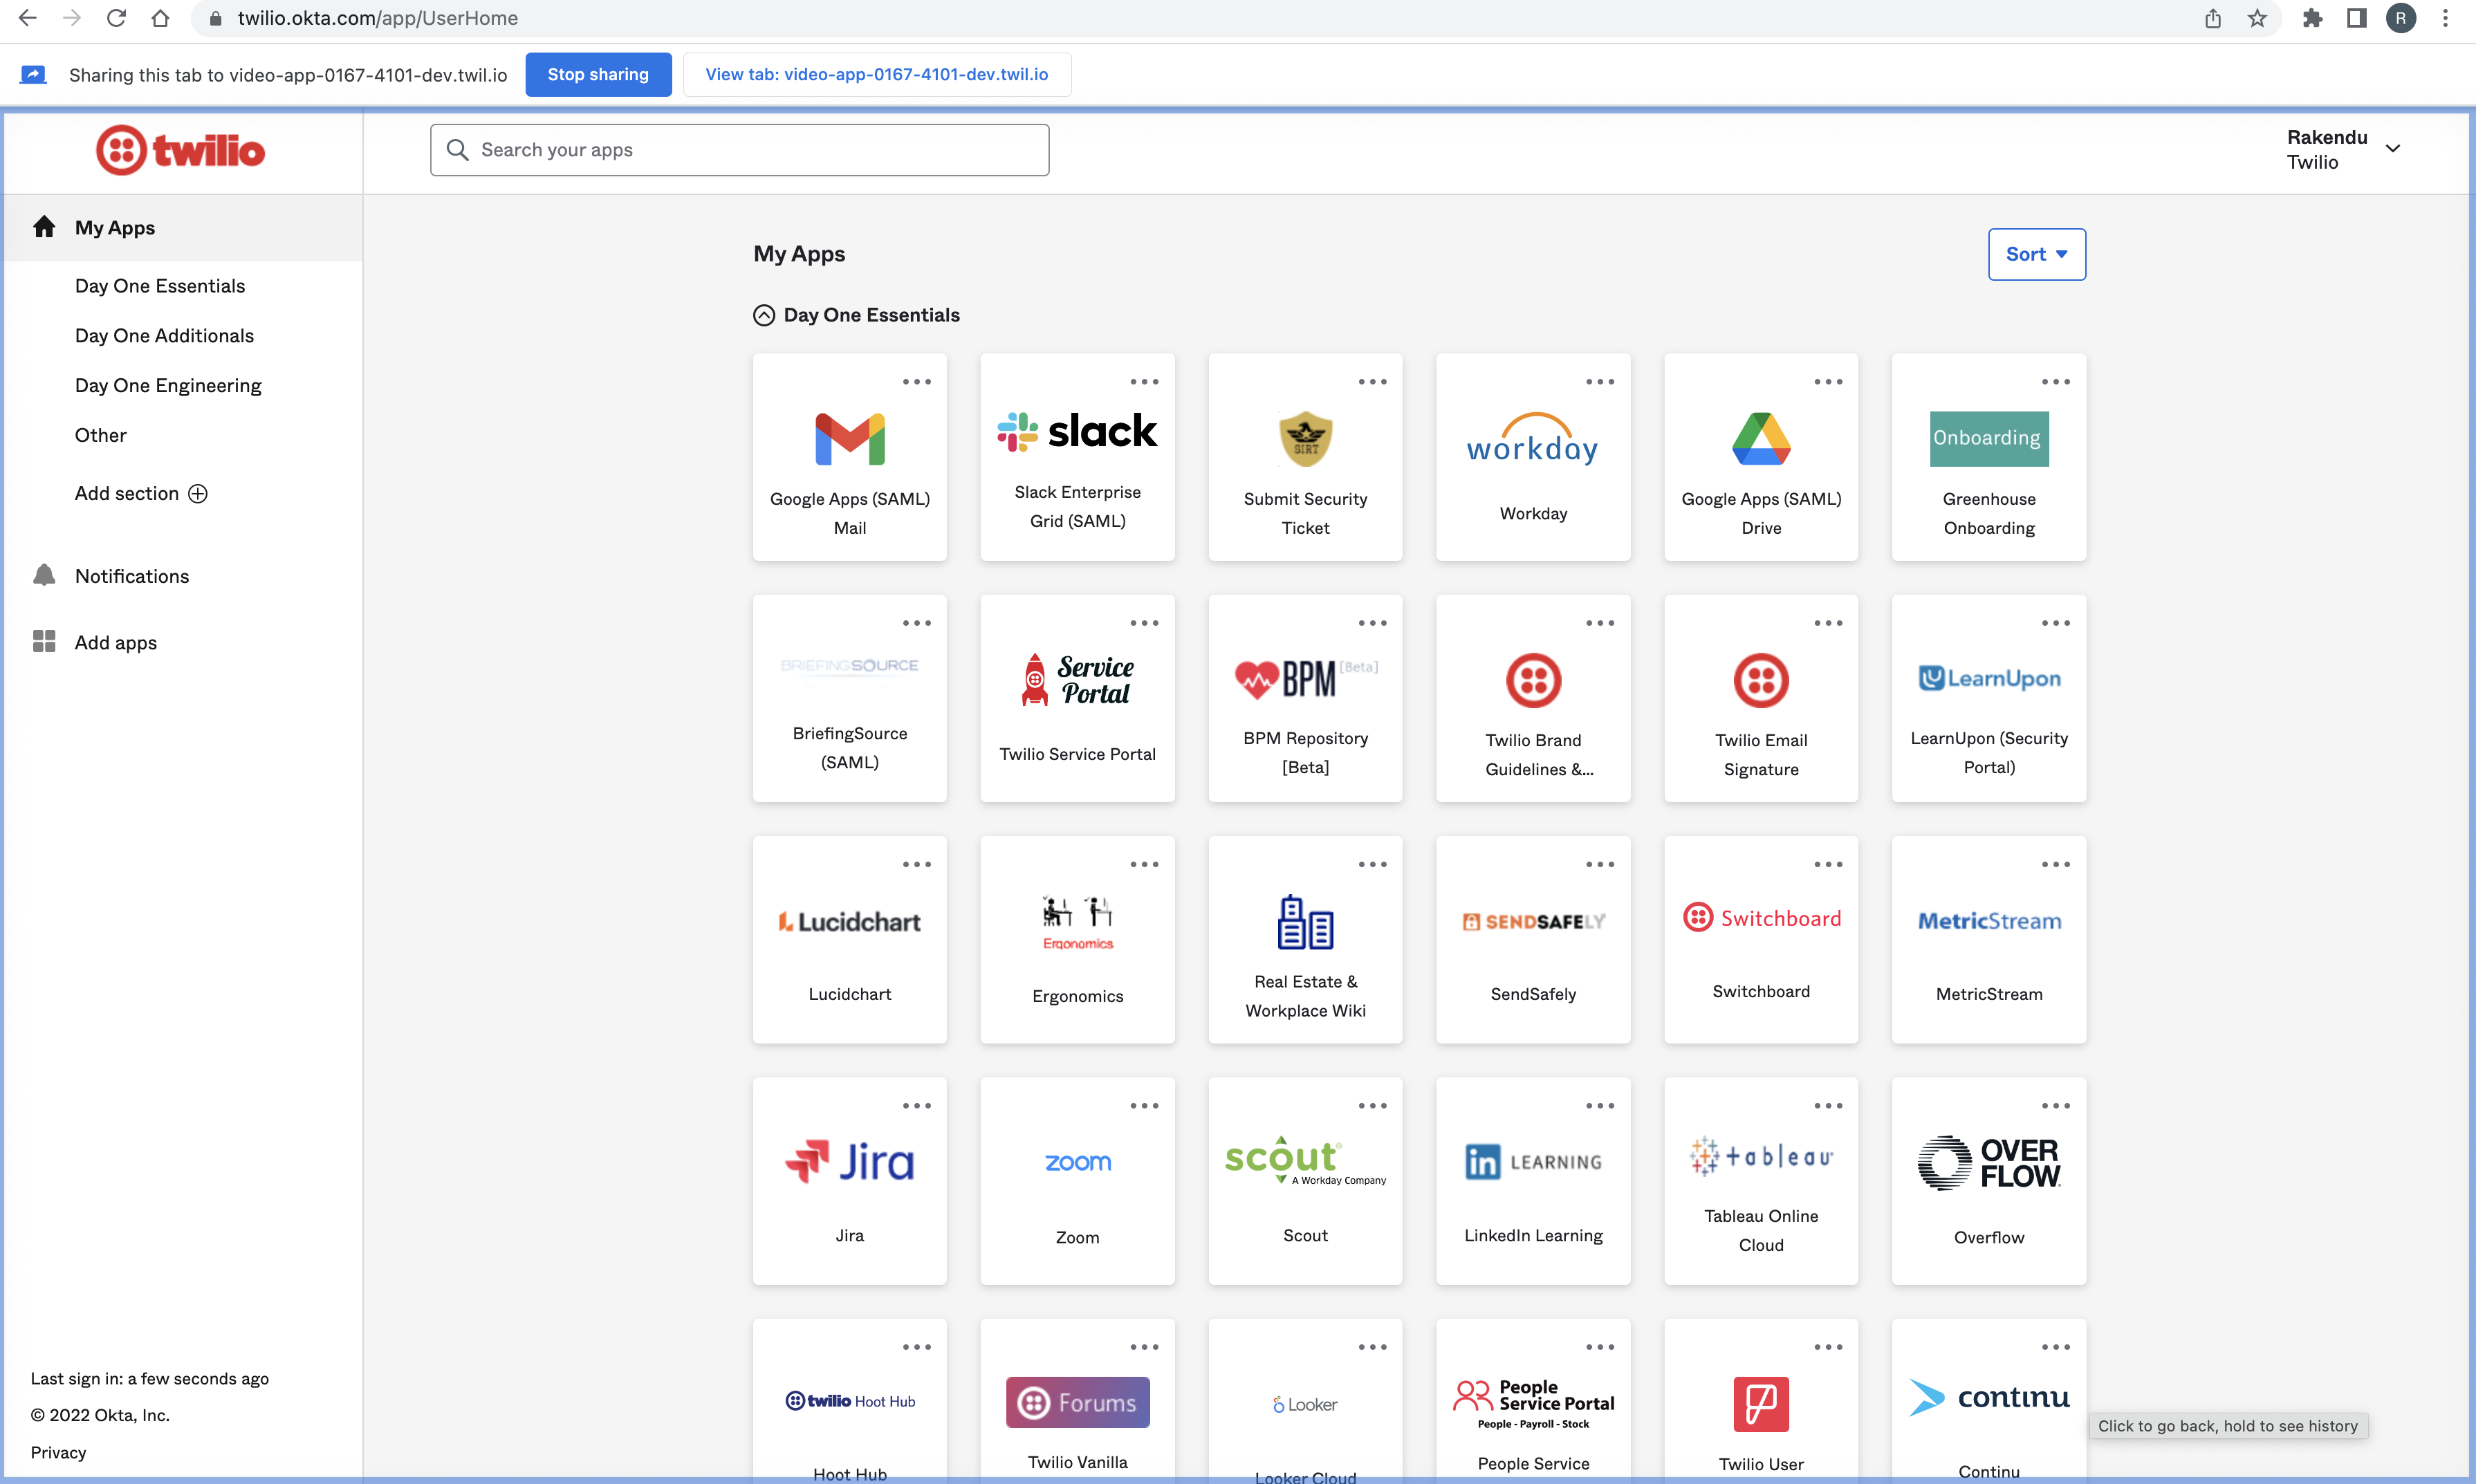 twilio.okta.com/app/UserHome
R
Sharing this tab to video-app-0167-4101-dev.twil.io
Stop sharing
View tab: video-app-0167-4101-dev.twil.io
twilio
Search your apps
Rakendu
Twilio
My Apps
Day One Essentials
Day One Additionals
Day One Engineering
Other
Add section
Notifications
Add apps
Last sign in: a few seconds ago
© 2022 Okta, Inc.
Privacy
My Apps
Sort
Day One Essentials
Google Apps (SAML)
Mail
slack
Slack Enterprise
Grid (SAML)
SIRT
Submit Security
Ticket
workday
Workday
Google Apps (SAML)
Drive
Onboarding
Greenhouse
Onboarding
BRIEFINGSOURCE
BriefingSource
(SAML)
Service
Portal
Twilio Service Portal
BPM [Beta]
BPM Repository
[Beta]
Twilio Brand
Guidelines &...
Twilio Email
Signature
LearnUpon
LearnUpon (Security
Portal)
Lucidchart
Lucidchart
Ergonomics
Ergonomics
Real Estate &
Workplace Wiki
SENDSAFELY
SendSafely
Switchboard
Switchboard
MetricStream
MetricStream
Jira
Jira
zoom
Zoom
scout®
A Workday Company
Scout
in LEARNING
LinkedIn Learning
tableau
Tableau Online
Cloud
OVER
FLOW
Overflow
twilio Hoot Hub
Hoot Hub
Forums
Twilio Vanilla
Looker
Looker Cloud
People
Service Portal
People - Payroll - Stock
People Service
Twilio User
continu
Continu
Click to go back, hold to see history